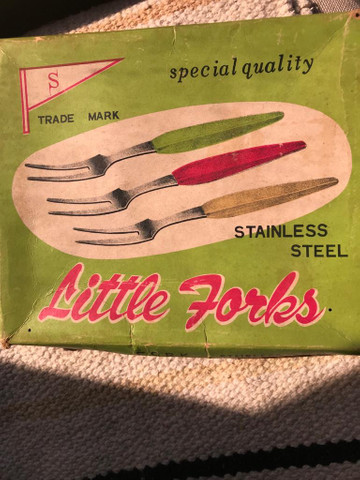 S
special quality
TRADE MARK
STAINLESS
STEEL
Little Forks